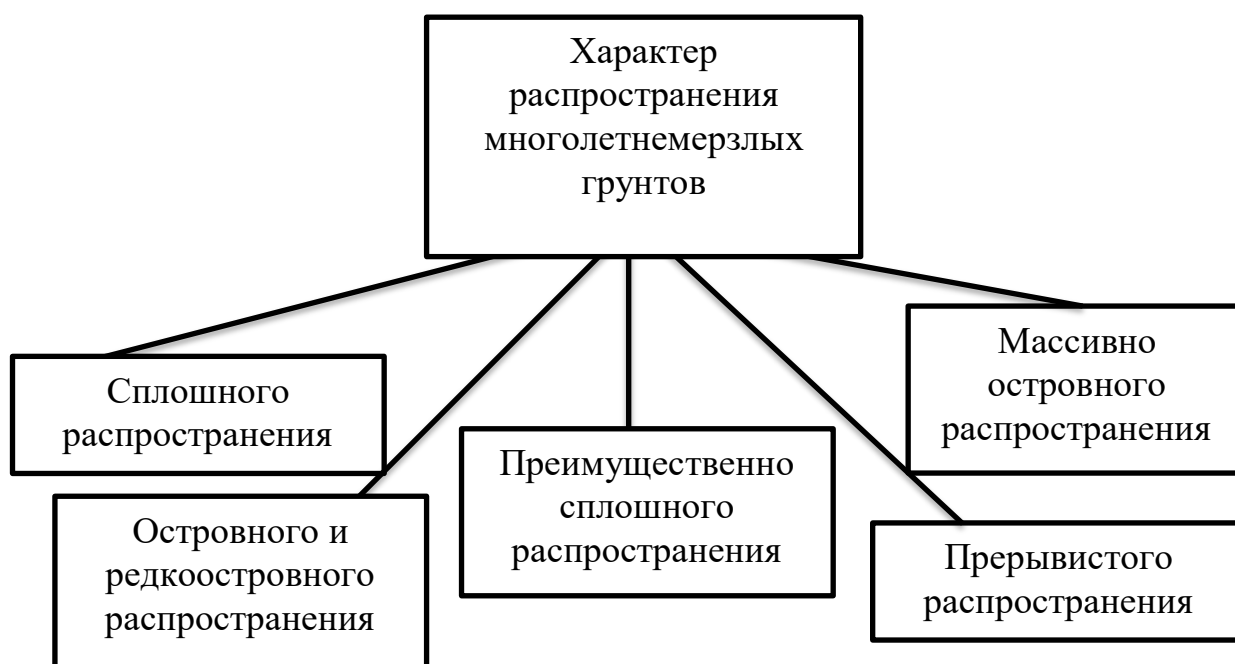 Характер
распространения
многолетнемерзлых
грунтов
Сплошного
распространения
Островного и
редкоостровного
распространения
Преимущественно
сплошного
распространения
Массивно
островного
распространения
Прерывистого
распространения